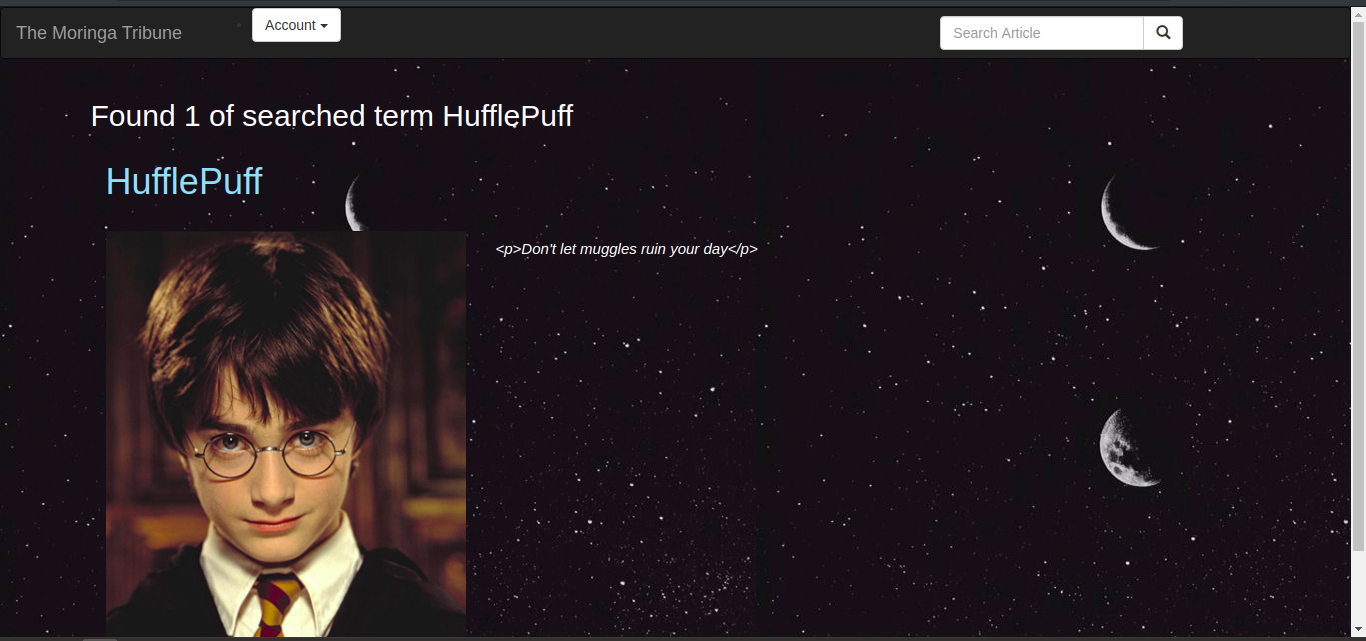 The Moringa Tribune
Account
Search Article
Found 1 of searched term HufflePuff
HufflePuff
<p>Don't let muggles ruin your day</p>